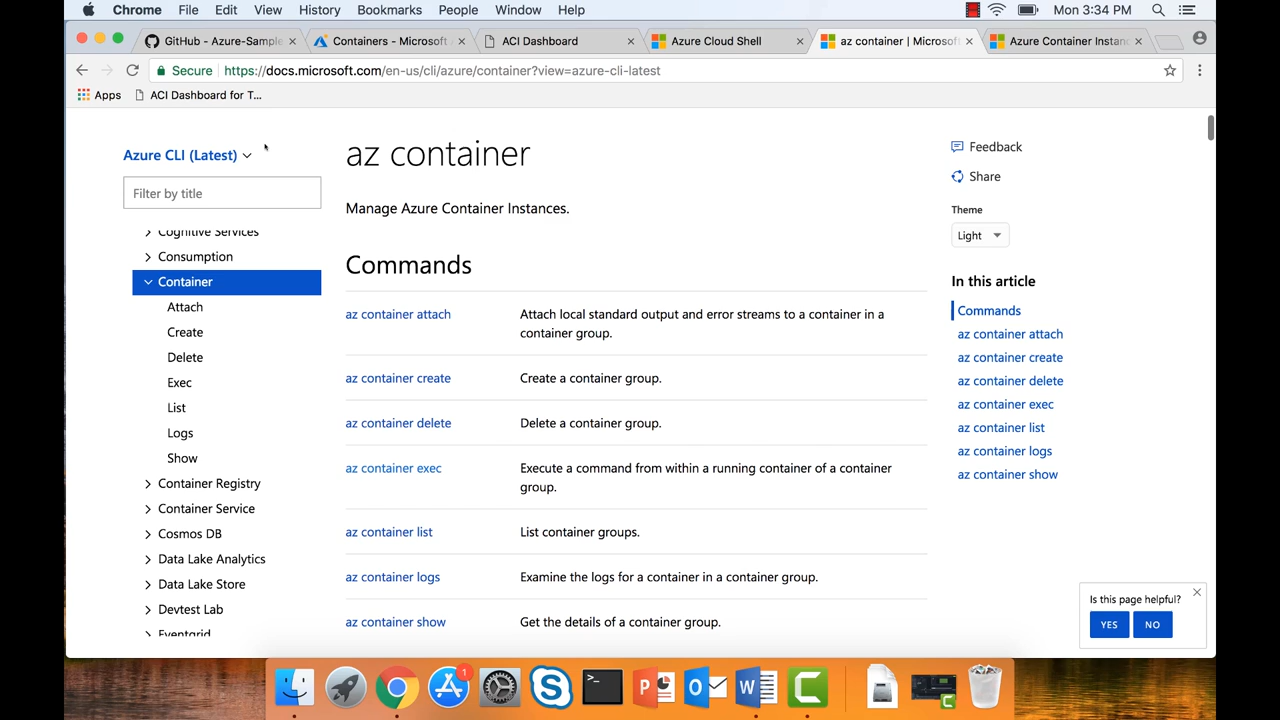 Chrome File Edit View History Bookmarks People Window Help Mon 3:34 PM
GitHub - Azure-Sample Containers - Microsoft ACI Dashboard Azure Cloud Shell az container | Microsoft Azure Container Instanc
Secure https://docs.microsoft.com/en-us/cli/azure/container?view=azure-cli-latest
Apps ACI Dashboard for T...
Azure CLI (Latest)
Filter by title
Cognitive Services
Consumption
Container
Attach
Create
Delete
Exec
List
Logs
Show
Container Registry
Container Service
Cosmos DB
Data Lake Analytics
Data Lake Store
Devtest Lab
Eventgrid
az container
Manage Azure Container Instances.
Commands
az container attach Attach local standard output and error streams to a container in a
container group.
az container create Create a container group.
az container delete Delete a container group.
az container exec Execute a command from within a running container of a container
group.
az container list List container groups.
az container logs Examine the logs for a container in a container group.
az container show Get the details of a container group.
Feedback
Share
Theme
Light
In this article
Commands
az container attach
az container create
az container delete
az container exec
az container list
az container logs
az container show
Is this page helpful?
YES NO
1